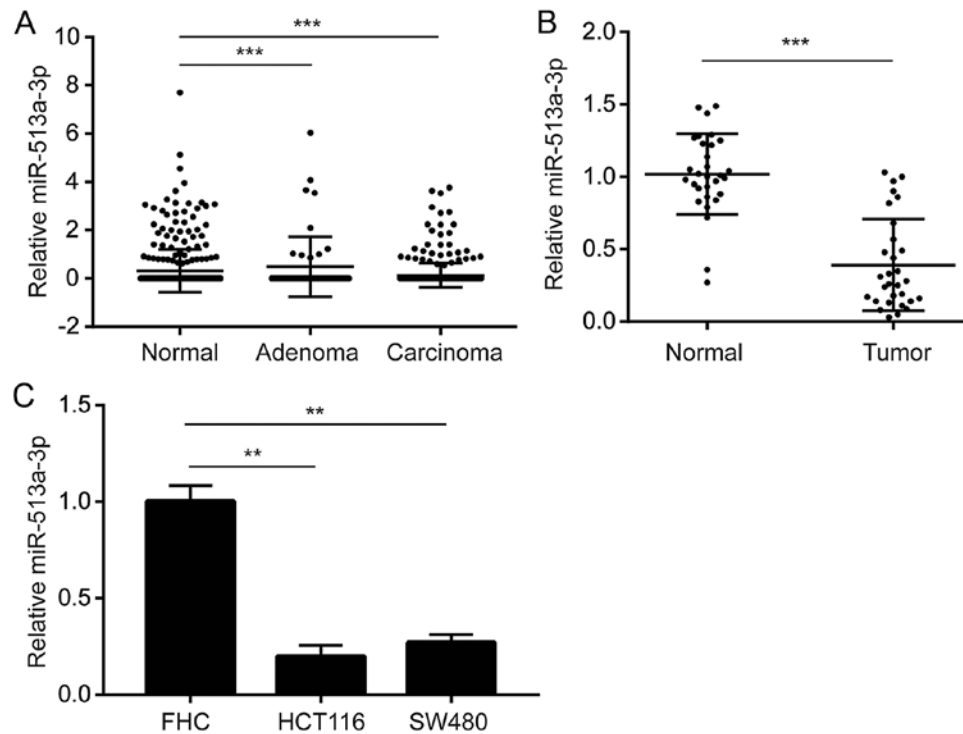 A
Relative miR-513a-3p
10
8
6
4
2
0
-2
***
***
Normal Adenoma Carcinoma
B
Relative miR-513a-3p
2.0
1.5
1.0
0.5
0.0
***
Normal Tumor
C
Relative miR-513a-3p
1.5
1.0
0.5
0.0
**
**
FHC HCT116 SW480